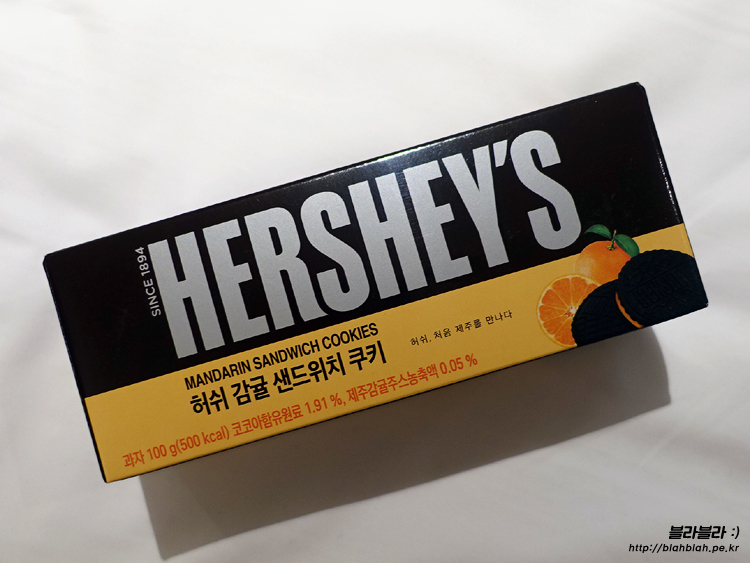 SINCE 1894
HERSHEY'S
MANDARIN SANDWICH COOKIES
허쉬 감귤 샌드위치 쿠키
허쉬, 처음 제주를 만나다
과자 100 g(500 kcal) 코코아함유원료 1.91 %, 제주감귤주스농축액 0.05 %
블라블라 :)
http://blahblah.pe.kr